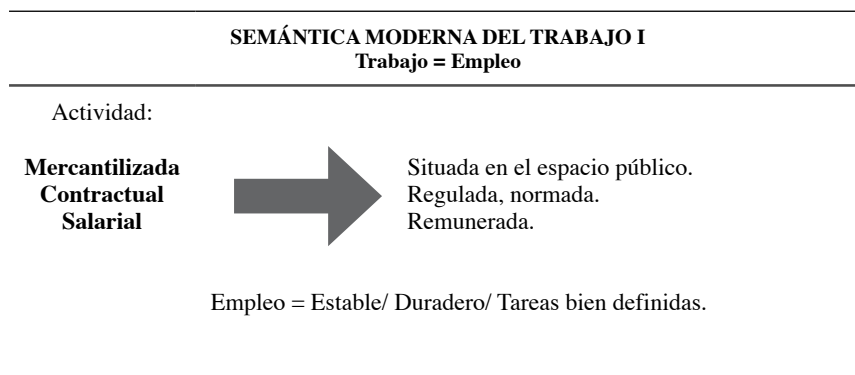 SEMÁNTICA MODERNA DEL TRABAJO I
Trabajo = Empleo
Actividad:
Mercantilizada
Contractual
Salarial
Situada en el espacio público.
Regulada, normada.
Remunerada.
Empleo = Estable/ Duradero/ Tareas bien definidas.